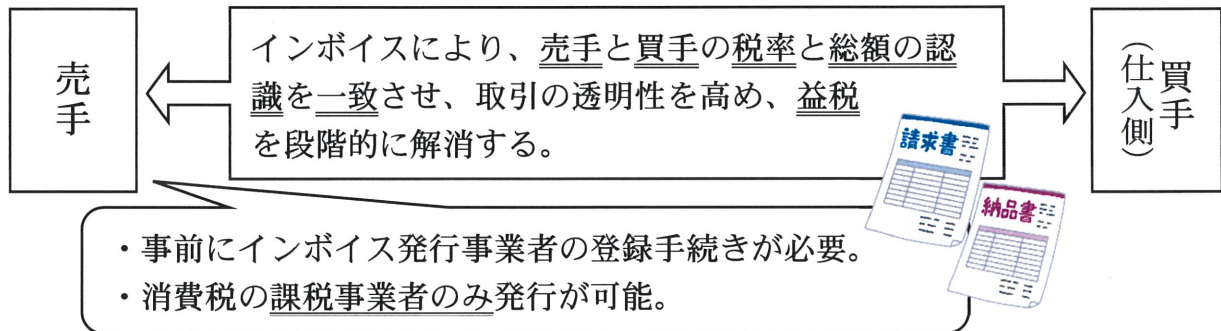 売手
インボイスにより、売手と買手の税率と総額の認
識を一致させ、取引の透明性を高め、益税
を段階的に解消する。
買手
(仕入側)
請求書
納品書
・事前にインボイス発行事業者の登録手続きが必要。
・消費税の課税事業者のみ発行が可能。